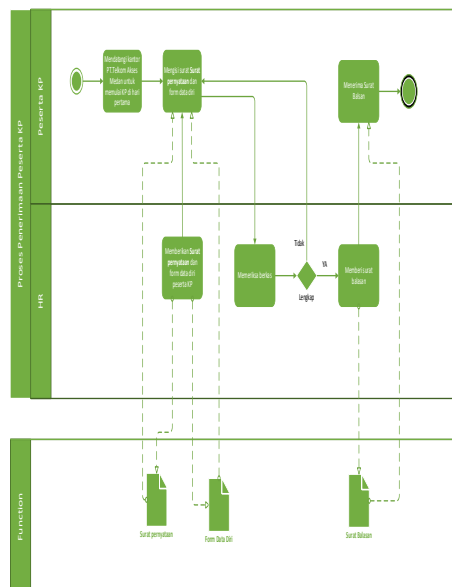 Proses Penerimaan Peserta KP
Peserta KP
Mendatangi kantor
PT.Telkom Akses
Medan untuk
memulai KP di hari
pertama
Mengisi surat Surat
pernyataan dan
form data diri
Menerima Surat
Balsan
HR
Memberikan Surat
pernyataan dan
form data diri
peserta KP
Memeriksa berkas
Tidak
YA
Lengkap
Memberi surat
balasan
Function
Surat pernyataan
Form Data Diri
Surat Balasan